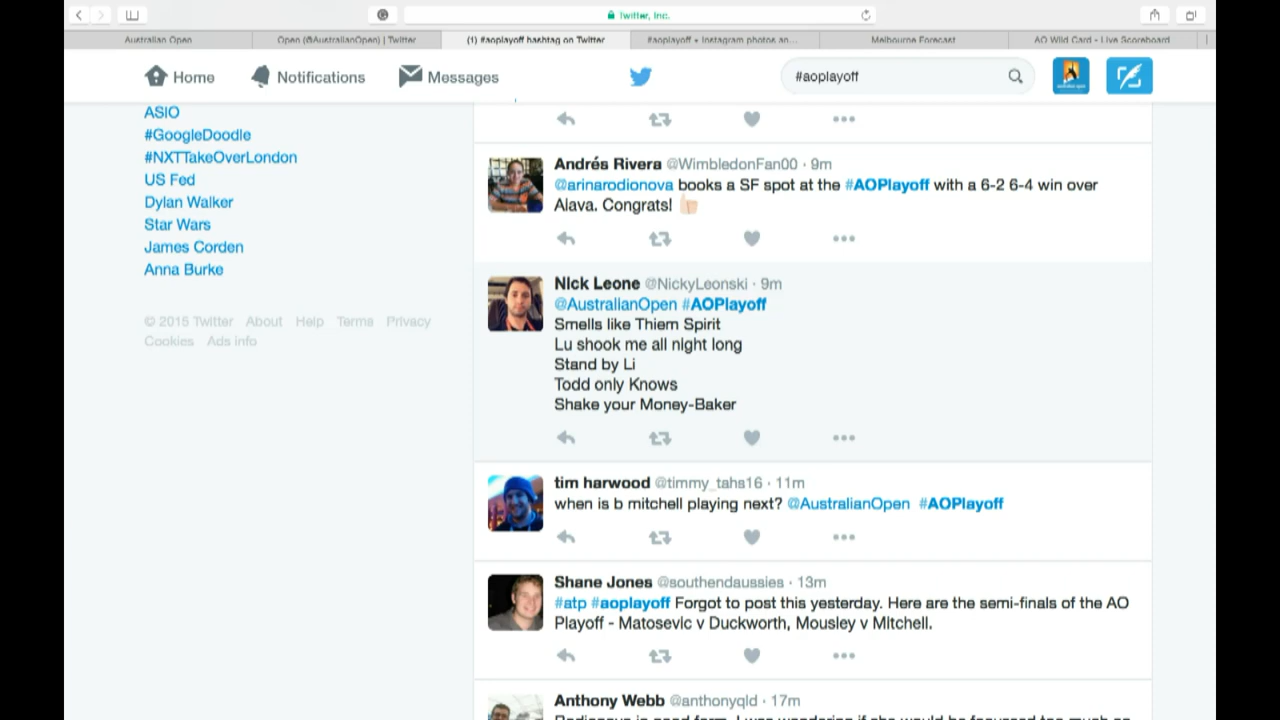 Twitter, Inc.
Australian Open
Open (@AustralianOpen) | Twitter
(1) #aoplayoff hashtag on Twitter
#aoplayoff • Instagram photos an...
Melbourne Forecast
AO Wild Card - Live Scoreboard
Home
Notifications
Messages
#aoplayoff
ASIO
#GoogleDoodle
#NXTTakeOverLondon
US Fed
Dylan Walker
Star Wars
James Corden
Anna Burke
© 2015 Twitter About Help Terms Privacy
Cookies Ads info
Andrés Rivera @WimbledonFan00 · 9m
@arinarodionova books a SF spot at the #AOPlayoff with a 6-2 6-4 win over
Alava. Congrats!
Nick Leone @NickyLeonski · 9m
@AustralianOpen #AOPlayoff
Smells like Thiem Spirit
Lu shook me all night long
Stand by Li
Todd only Knows
Shake your Money-Baker
tim harwood @timmy_tahs16 · 11m
when is b mitchell playing next? @AustralianOpen #AOPlayoff
Shane Jones @southendaussies · 13m
#atp #aoplayoff Forgot to post this yesterday. Here are the semi-finals of the AO
Playoff - Matosevic v Duckworth, Mousley v Mitchell.
Anthony Webb @anthonyqld · 17m